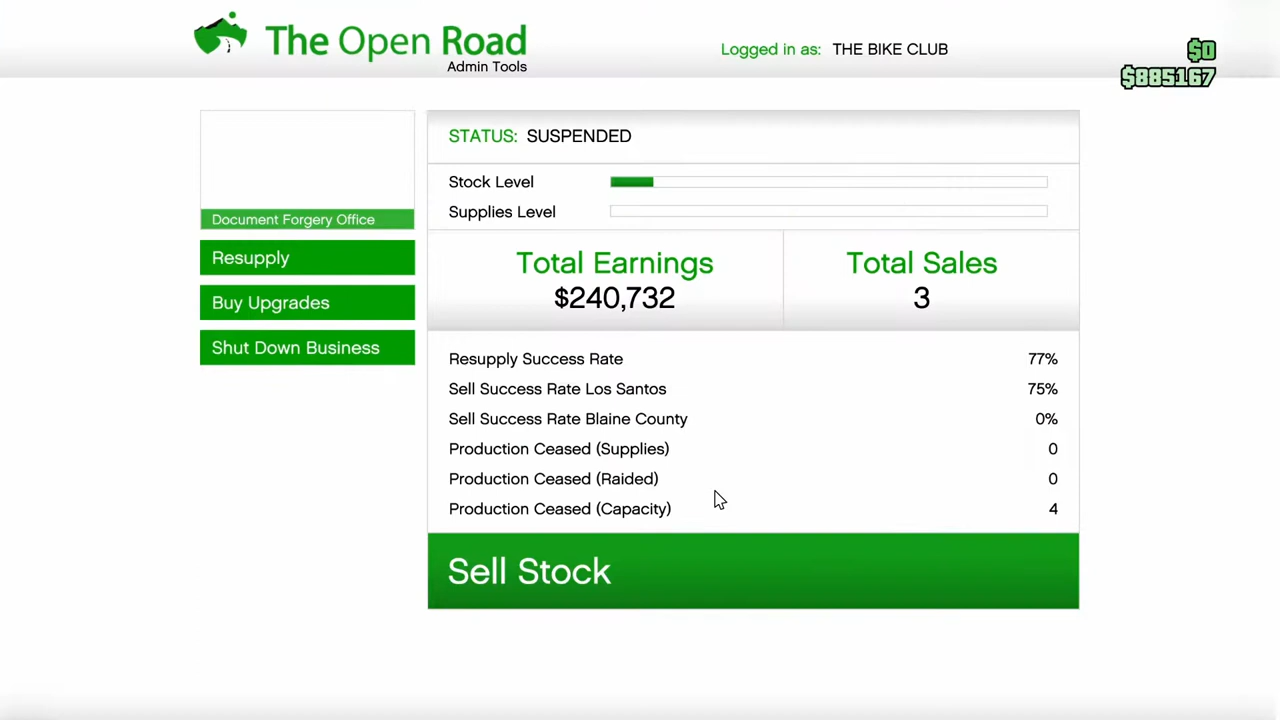 The Open Road
Admin Tools
Logged in as: THE BIKE CLUB
$0
$885167
Document Forgery Office
Resupply
Buy Upgrades
Shut Down Business
STATUS: SUSPENDED
Stock Level
Supplies Level
Total Earnings
$240,732
Total Sales
3
Resupply Success Rate 77%
Sell Success Rate Los Santos 75%
Sell Success Rate Blaine County 0%
Production Ceased (Supplies) 0
Production Ceased (Raided) 0
Production Ceased (Capacity) 4
Sell Stock